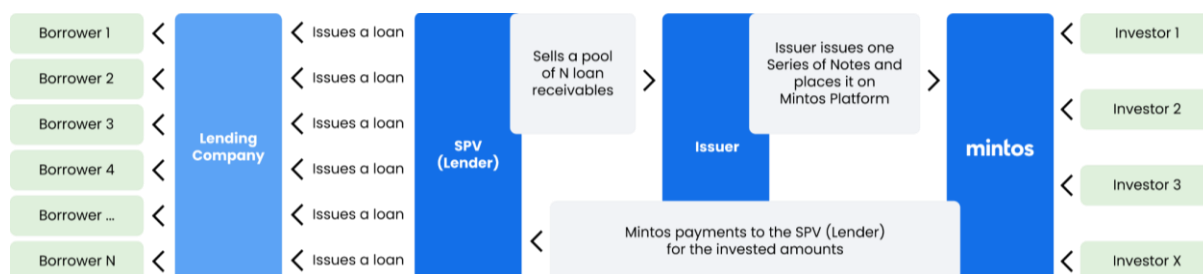 Borrower 1
Borrower 2
Borrower 3
Borrower 4
Borrower ...
Borrower N
Lending
Company
Issues a loan
Issues a loan
Issues a loan
Issues a loan
Issues a loan
Issues a loan
SPV
(Lender)
Sells a pool
of N loan
receivables
Issuer
Issuer issues one
Series of Notes and
places it on
Mintos Platform
Mintos payments to the SPV (Lender)
for the invested amounts
mintos
Investor 1
Investor 2
Investor 3
Investor X